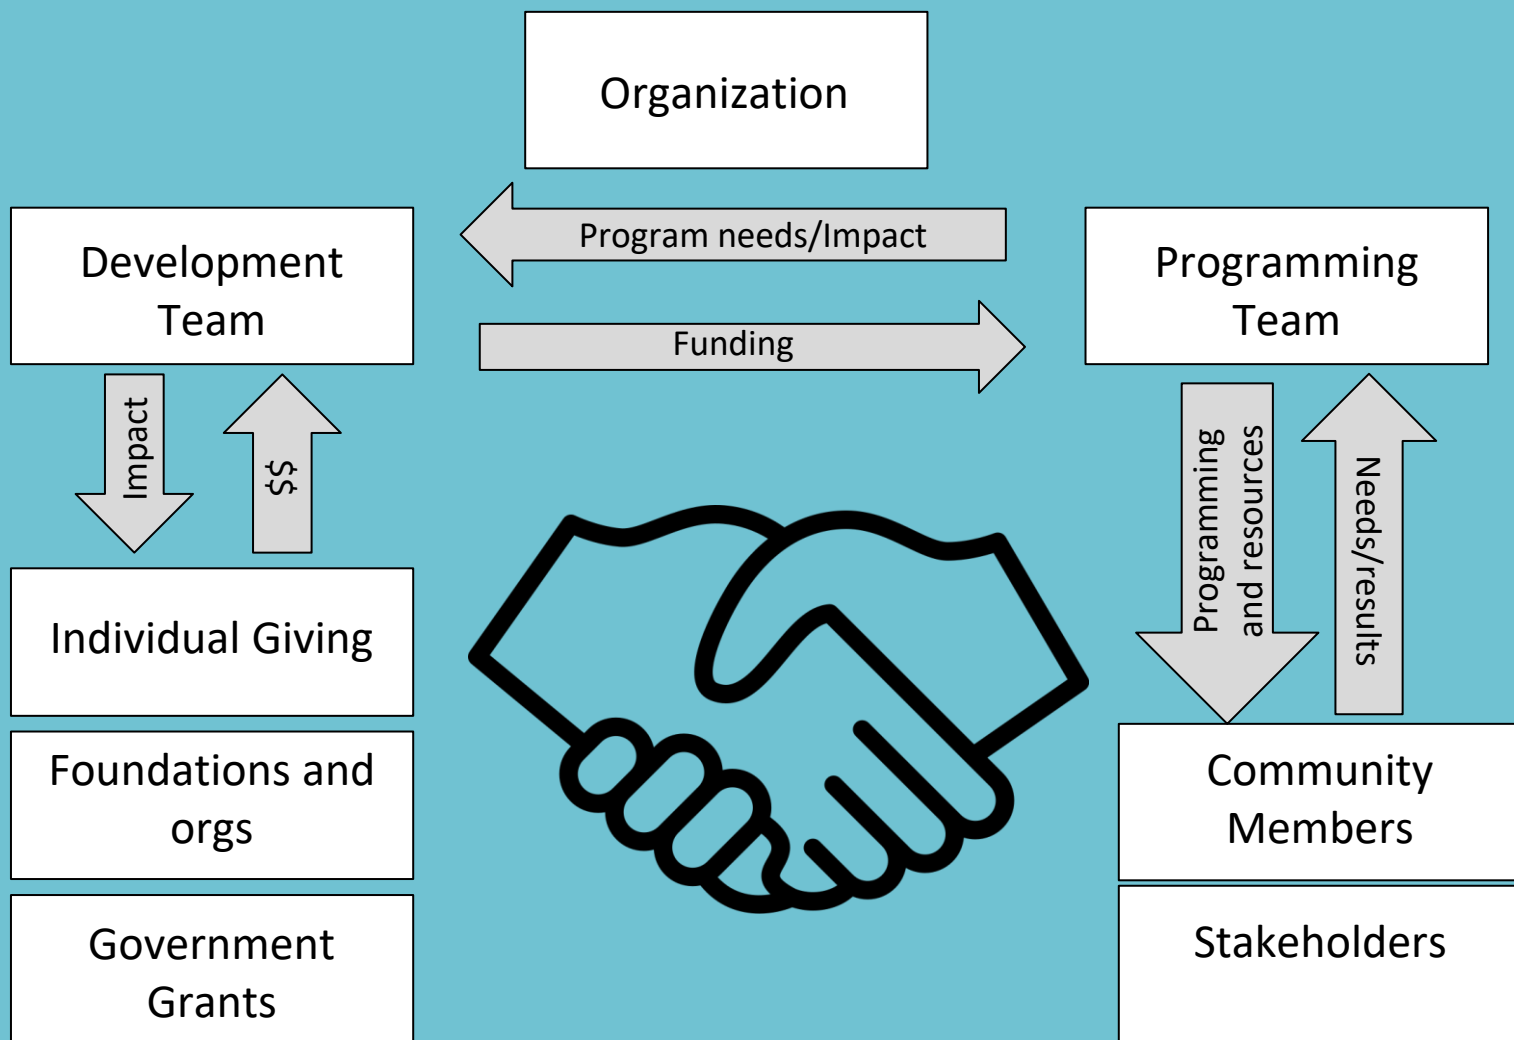 Organization
Program needs/Impact
Development
Team
Programming
Team
Funding
Impact
$$
Programming
and resources
Needs/results
Individual Giving
Foundations and
orgs
Government
Grants
Community
Members
Stakeholders